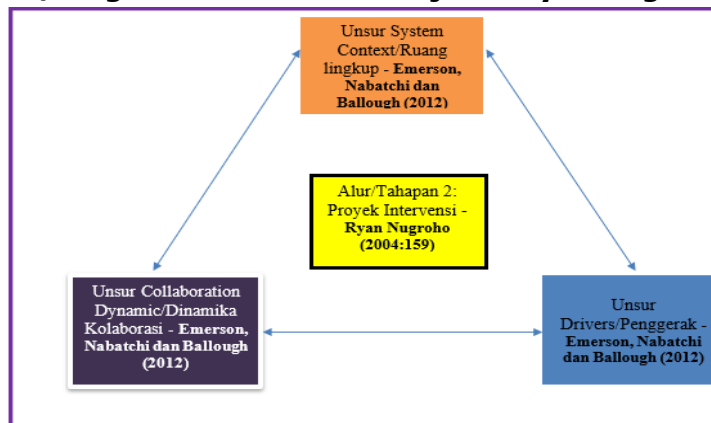 Unsur System
Context/Ruang
lingkup - Emerson,
Nabatchi dan
Ballough (2012)
Alur/Tahapan 2:
Proyek Intervensi -
Ryan Nugroho
(2004:159)
Unsur Collaboration
Dynamic/Dinamika
Kolaborasi - Emerson,
Nabatchi dan Ballough
(2012)
Unsur
Drivers/Penggerak -
Emerson, Nabatchi
dan Ballough (2012)